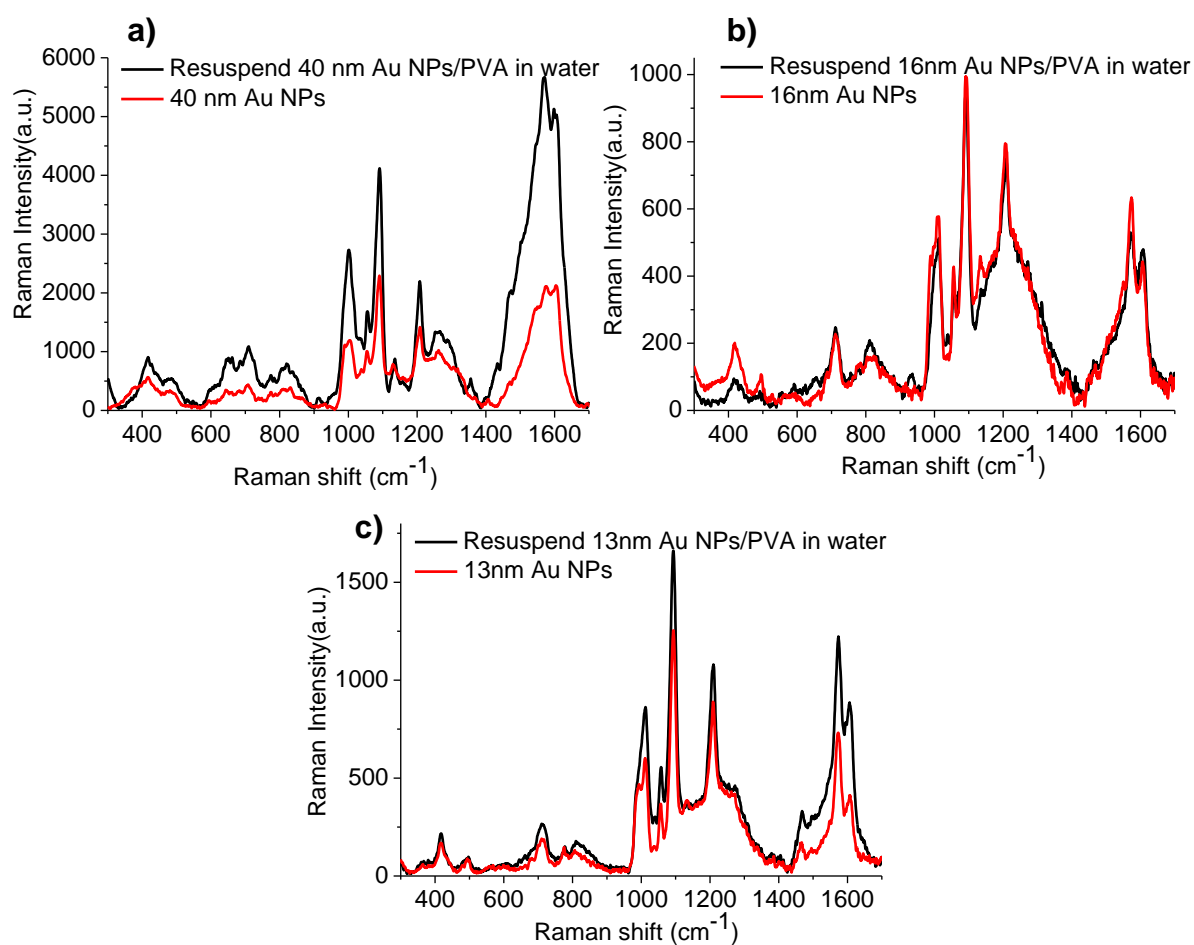 a)
Resuspend 40 nm Au NPs/PVA in water
40 nm Au NPs
6000
5000
4000
3000
2000
1000
0
Raman Intensity(a.u.)
400 600 800 1000 1200 1400 1600
Raman shift (cm-1)
b)
Resuspend 16nm Au NPs/PVA in water
16nm Au NPs
1000
800
600
400
200
0
Raman Intensity(a.u.)
400 600 800 1000 1200 1400 1600
Raman shift (cm-1)
c)
Resuspend 13nm Au NPs/PVA in water
13nm Au NPs
1500
1000
500
0
Raman Intensity(a.u.)
400 600 800 1000 1200 1400 1600
Raman shift (cm-1)